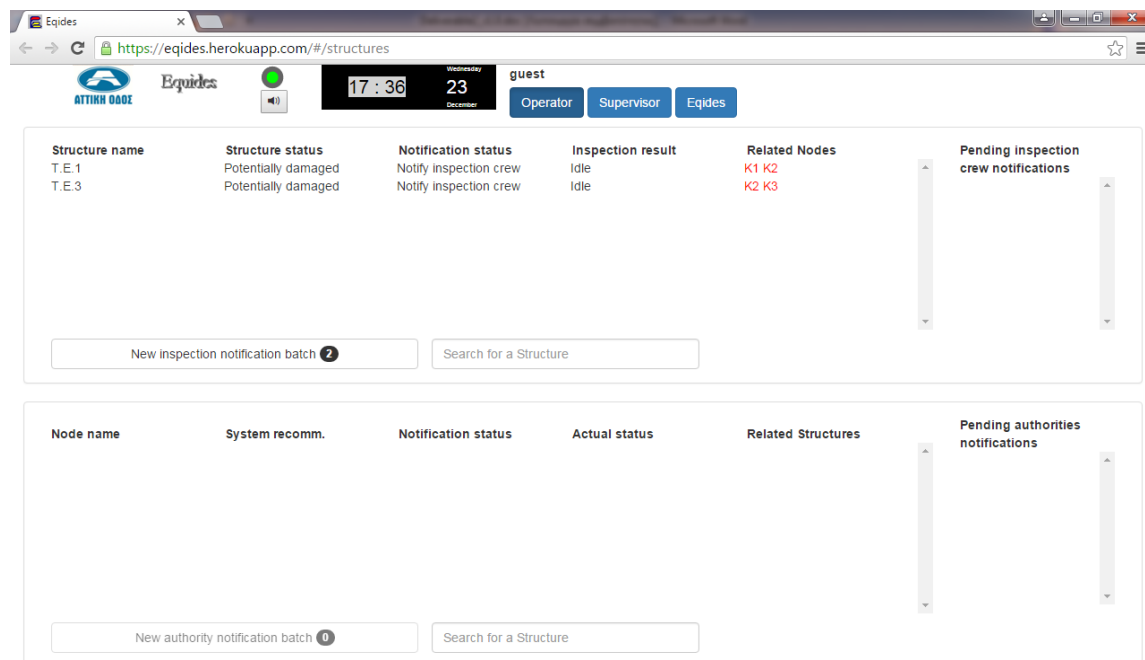 Eqides
https://eqides.herokuapp.com/#/structures
ΑΤΤΙΚΗ ΟΔΟΣ
Equides
17 : 36
Wednesday
23
December
guest
Operator Supervisor Eqides
Structure name Structure status Notification status Inspection result Related Nodes
T.E.1 Potentially damaged Notify inspection crew Idle K1 K2
T.E.3 Potentially damaged Notify inspection crew Idle K2 K3
Pending inspection
crew notifications
New inspection notification batch 2
Search for a Structure
Node name System recomm. Notification status Actual status Related Structures
Pending authorities
notifications
New authority notification batch 0
Search for a Structure